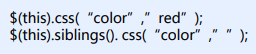 $(this).css( “color” ,” red” );
$(this).siblings(). css( “color” ,” ” );